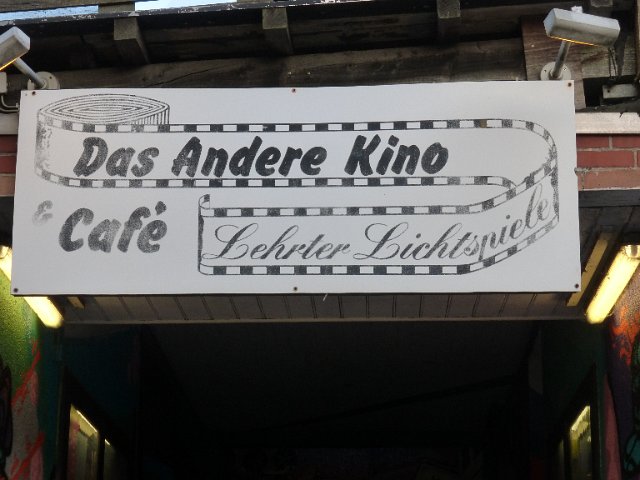 Das Andere Kino
& Café
Lehrter Lichtspiele